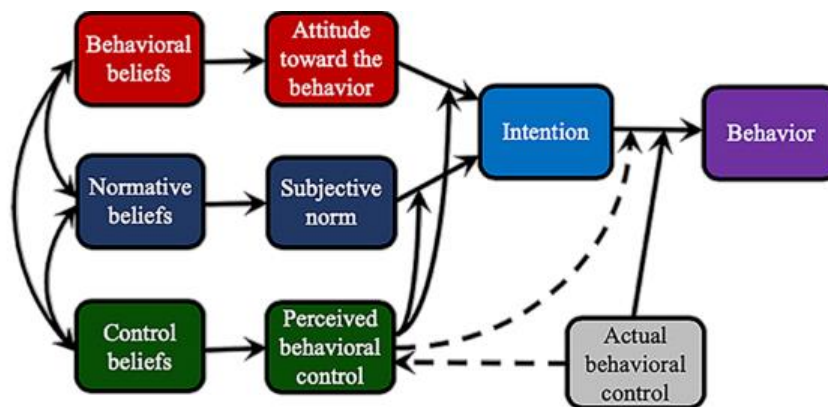 Behavioral
beliefs
Attitude
toward the
behavior
Intention
Behavior
Normative
beliefs
Subjective
norm
Control
beliefs
Perceived
behavioral
control
Actual
behavioral
control